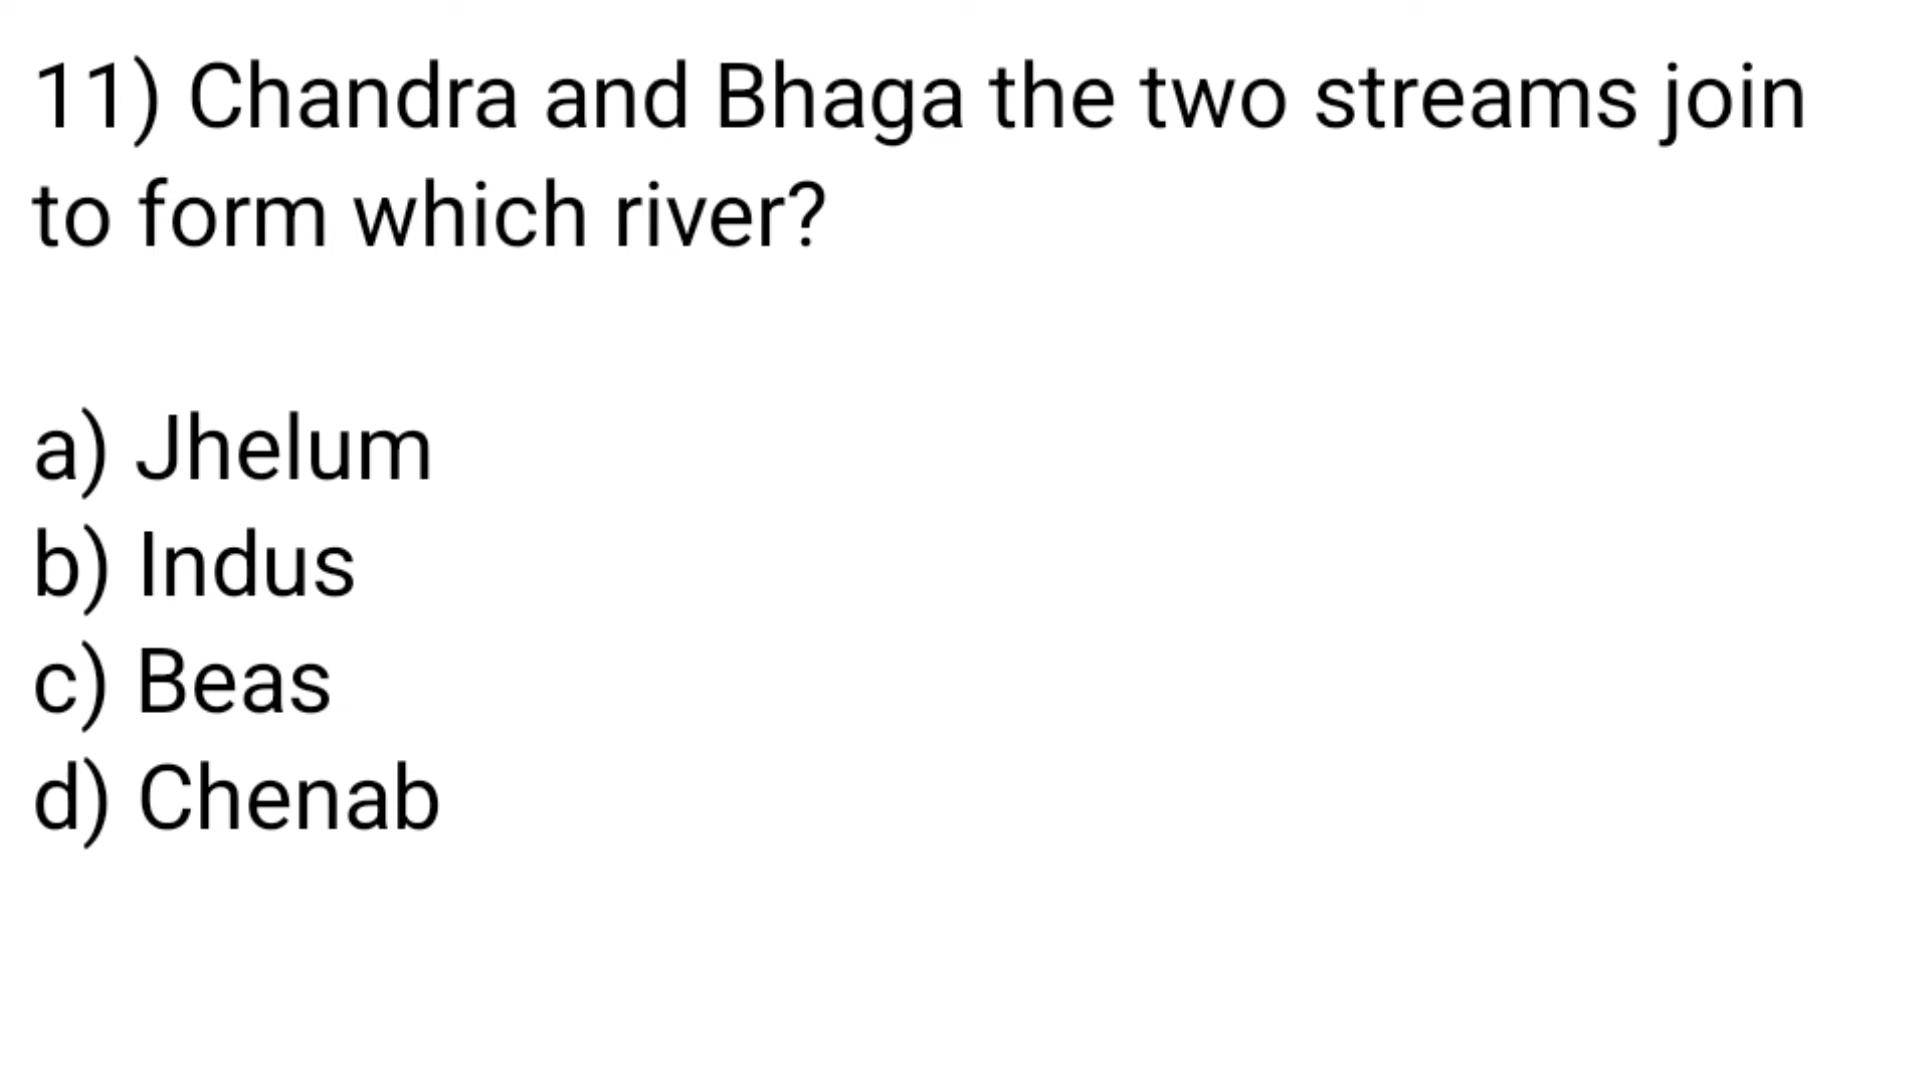 11) Chandra and Bhaga the two streams join
to form which river?
a) Jhelum
b) Indus
c) Beas
d) Chenab